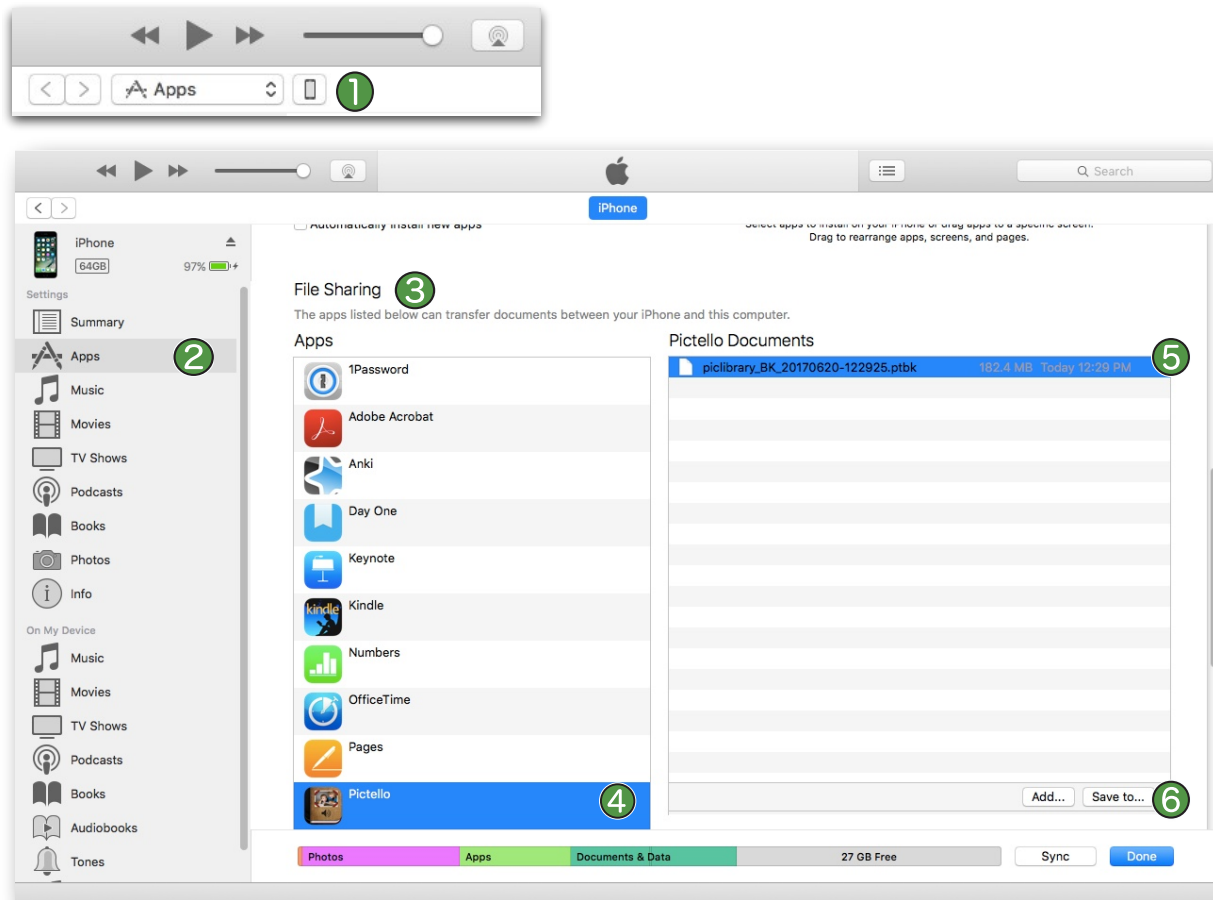 Apps
1
Search
iPhone
Automatically install new apps
Select apps to install on your iPhone or drag apps to a specific screen.
Drag to rearrange apps, screens, and pages.
iPhone
64GB
97%
Settings
Summary
Apps
2
Music
Movies
TV Shows
Podcasts
Books
Photos
Info
On My Device
Music
Movies
TV Shows
Podcasts
Books
Audiobooks
Tones
File Sharing
3
The apps listed below can transfer documents between your iPhone and this computer.
Apps
1Password
Adobe Acrobat
Anki
Day One
Keynote
kindle
Kindle
Numbers
OfficeTime
Pages
Pictello
4
Pictello Documents
piclibrary_BK_20170620-122925.ptbk 182.4 MB Today 12:29 PM
5
Add... Save to...
6
Photos Apps Documents & Data 27 GB Free
Sync Done